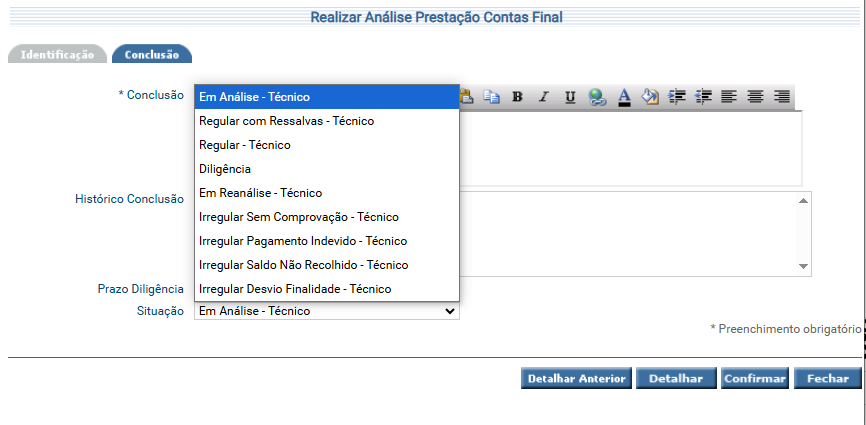 Realizar Análise Prestação Contas Final
Identificação Conclusão
* Conclusão
Em Análise - Técnico
B I U A
Regular com Ressalvas - Técnico
Regular - Técnico
Diligência
Em Reanálise - Técnico
Histórico Conclusão
Irregular Sem Comprovação - Técnico
Irregular Pagamento Indevido - Técnico
Irregular Saldo Não Recolhido - Técnico
Irregular Desvio Finalidade - Técnico
Prazo Diligência
Situação Em Análise - Técnico
* Preenchimento obrigatório
Detalhar Anterior Detalhar Confirmar Fechar